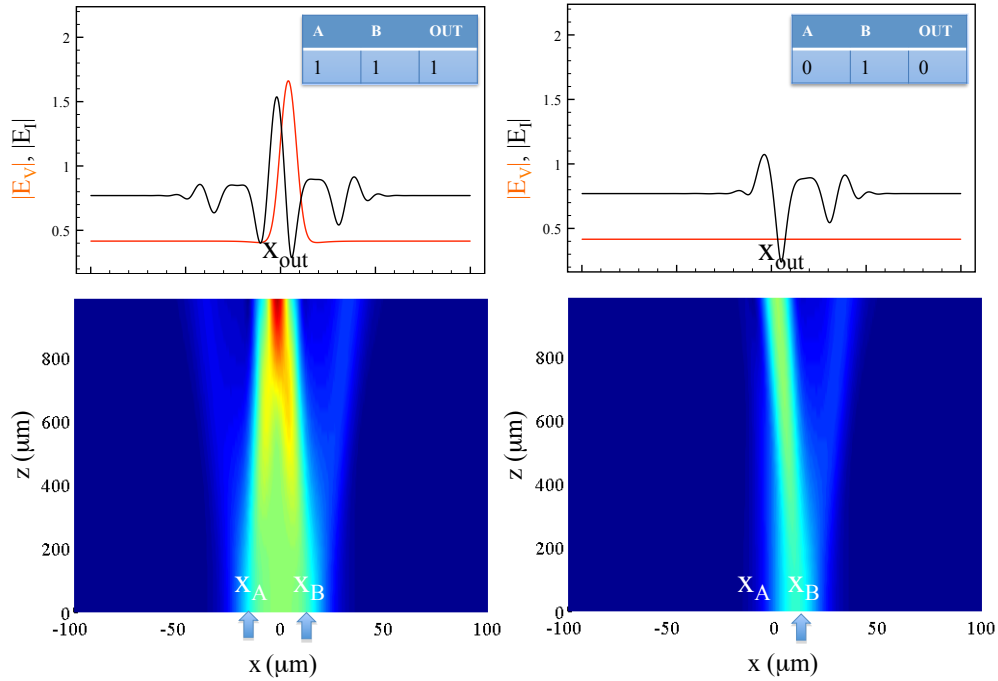 A B OUT
1 1 1
2
1.5
1
0.5
|E_V|, |E_I|
x_out
A B OUT
0 1 0
2
1.5
1
0.5
|E_V|, |E_I|
x_out
800
600
400
200
0
z (μm)
x_A x_B
-100 -50 0 50 100
x (μm)
800
600
400
200
0
z (μm)
x_A x_B
-100 -50 0 50 100
x (μm)